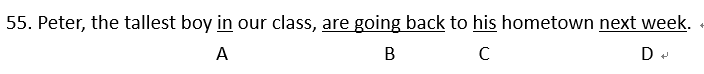 55. Peter, the tallest boy in our class, are going back to his hometown next week.
A B C D